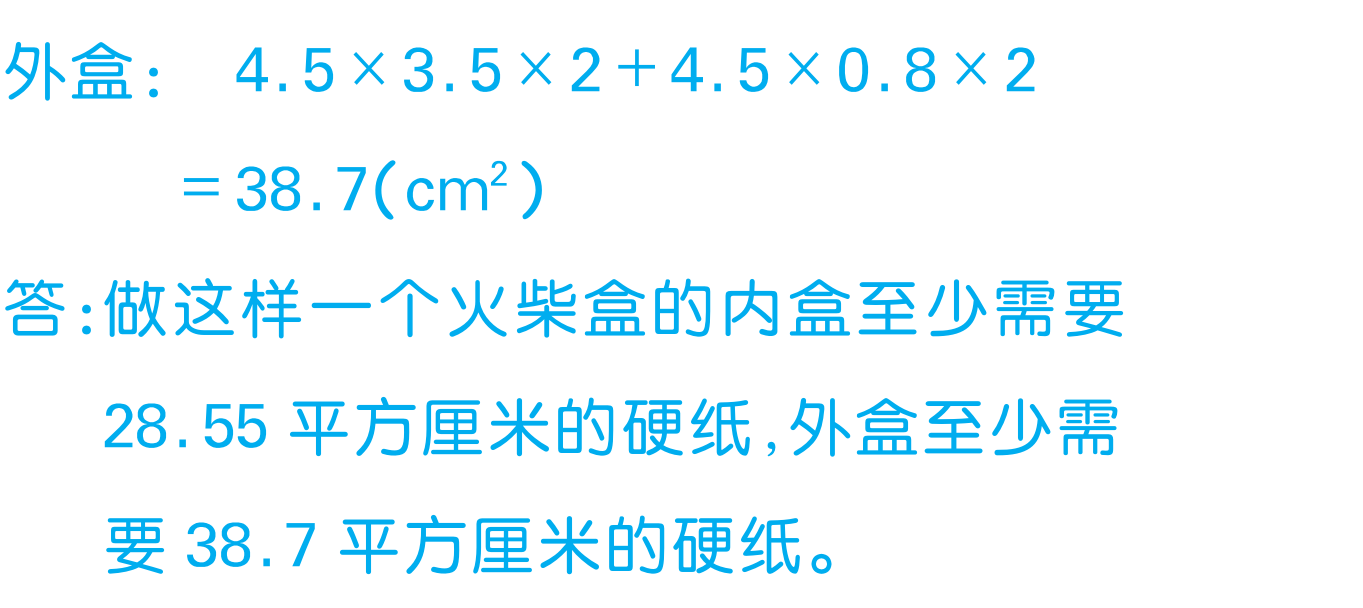 外盒： 4.5×3.5×2+4.5×0.8×2
=38.7(cm²)
答:做这样一个火柴盒的内盒至少需要
28.55 平方厘米的硬纸,外盒至少需
要 38.7 平方厘米的硬纸。